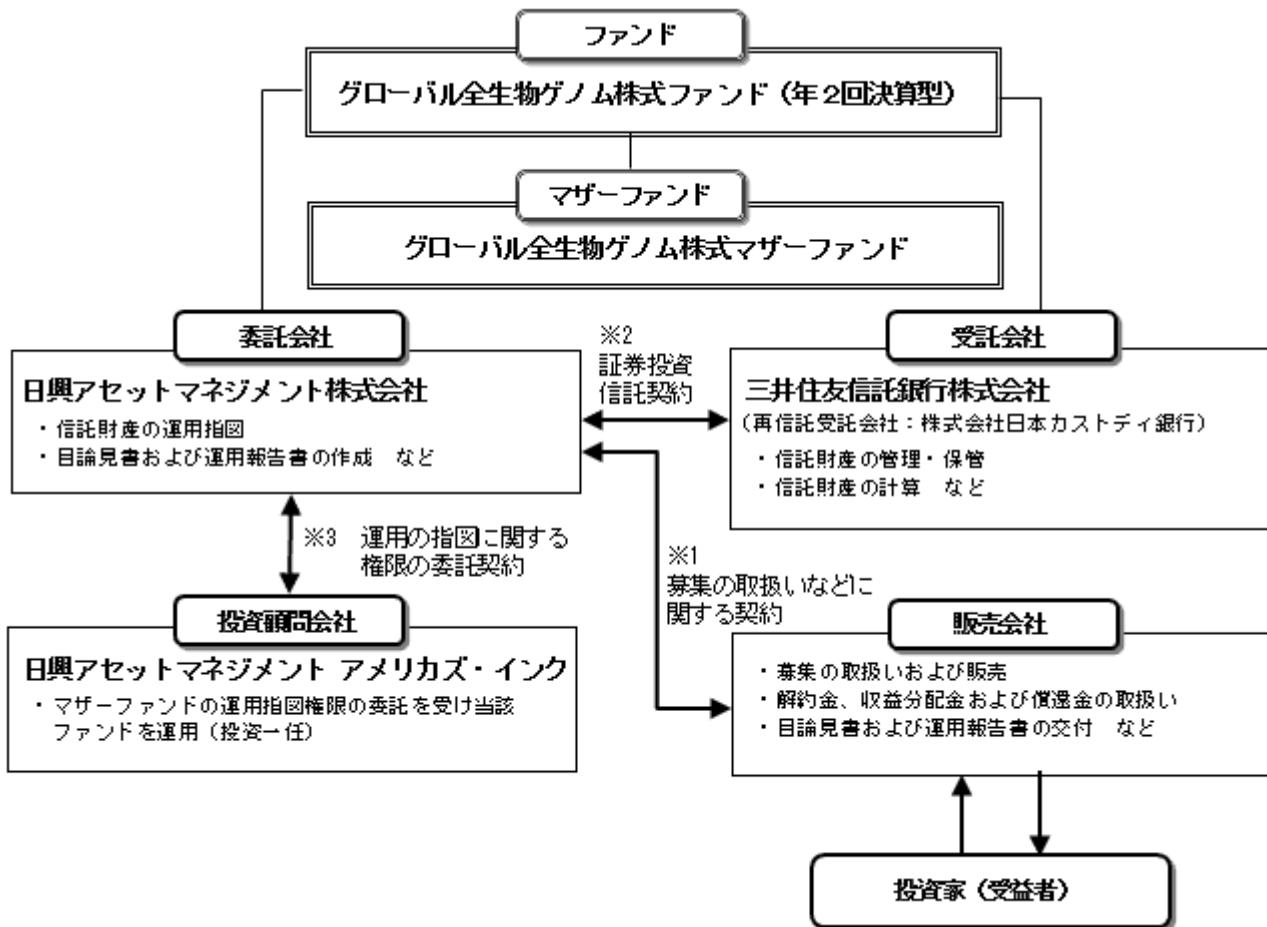 ファンド
グローバル全生物ゲノム株式ファンド（年２回決算型）
マザーファンド
グローバル全生物ゲノム株式マザーファンド
委託会社
日興アセットマネジメント株式会社
・信託財産の運用指図
・目論見書および運用報告書の作成　など
※2
証券投資
信託契約
受託会社
三井住友信託銀行株式会社
（再信託受託会社：株式会社日本カストディ銀行）
・信託財産の管理・保管
・信託財産の計算　など
※3　運用の指図に関する
権限の委託契約
※1
募集の取扱いなどに
関する契約
投資顧問会社
日興アセットマネジメント アメリカズ・インク
・マザーファンドの運用指図権限の委託を受け当該
ファンドを運用（投資一任）
販売会社
・募集の取扱いおよび販売
・解約金、収益分配金および償還金の取扱い
・目論見書および運用報告書の交付　など
投資家（受益者）